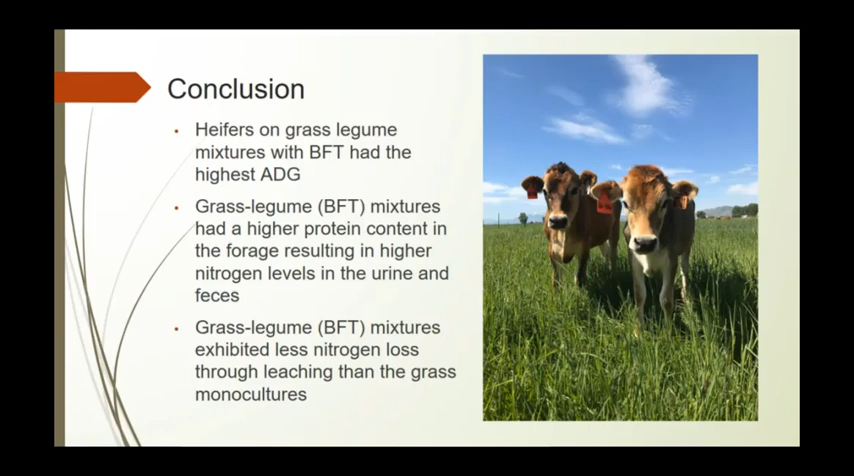 Conclusion
Heifers on grass legume
mixtures with BFT had the
highest ADG
Grass-legume (BFT) mixtures
had a higher protein content in
the forage resulting in higher
nitrogen levels in the urine and
feces
Grass-legume (BFT) mixtures
exhibited less nitrogen loss
through leaching than the grass
monocultures